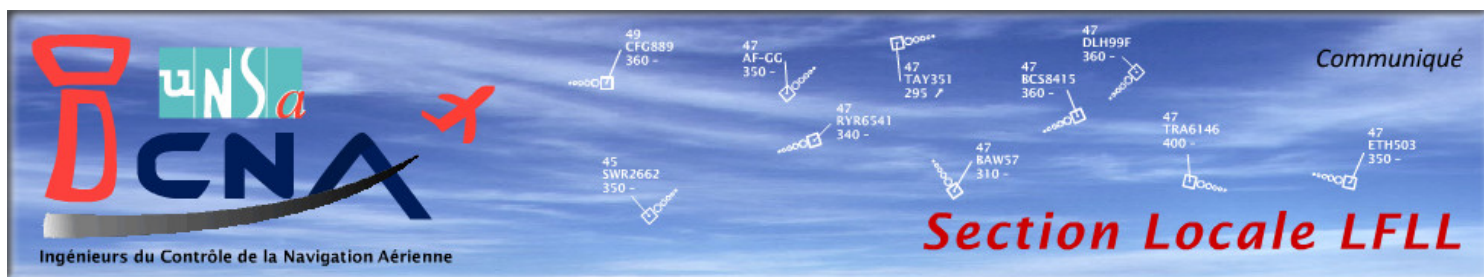 49
CFG889
360 –
47
AF-GG
350 –
47
TAY351
295 ↗
47
BCS8415
360 –
47
DLH99F
360 –
Communiqué
unsa
ICNA
47
RYR6541
340 –
45
SWR2662
350 –
47
BAW57
310 –
47
TRA6146
400 –
47
ETH503
350 –
Section Locale LFLL
Ingénieurs du Contrôle de la Navigation Aérienne